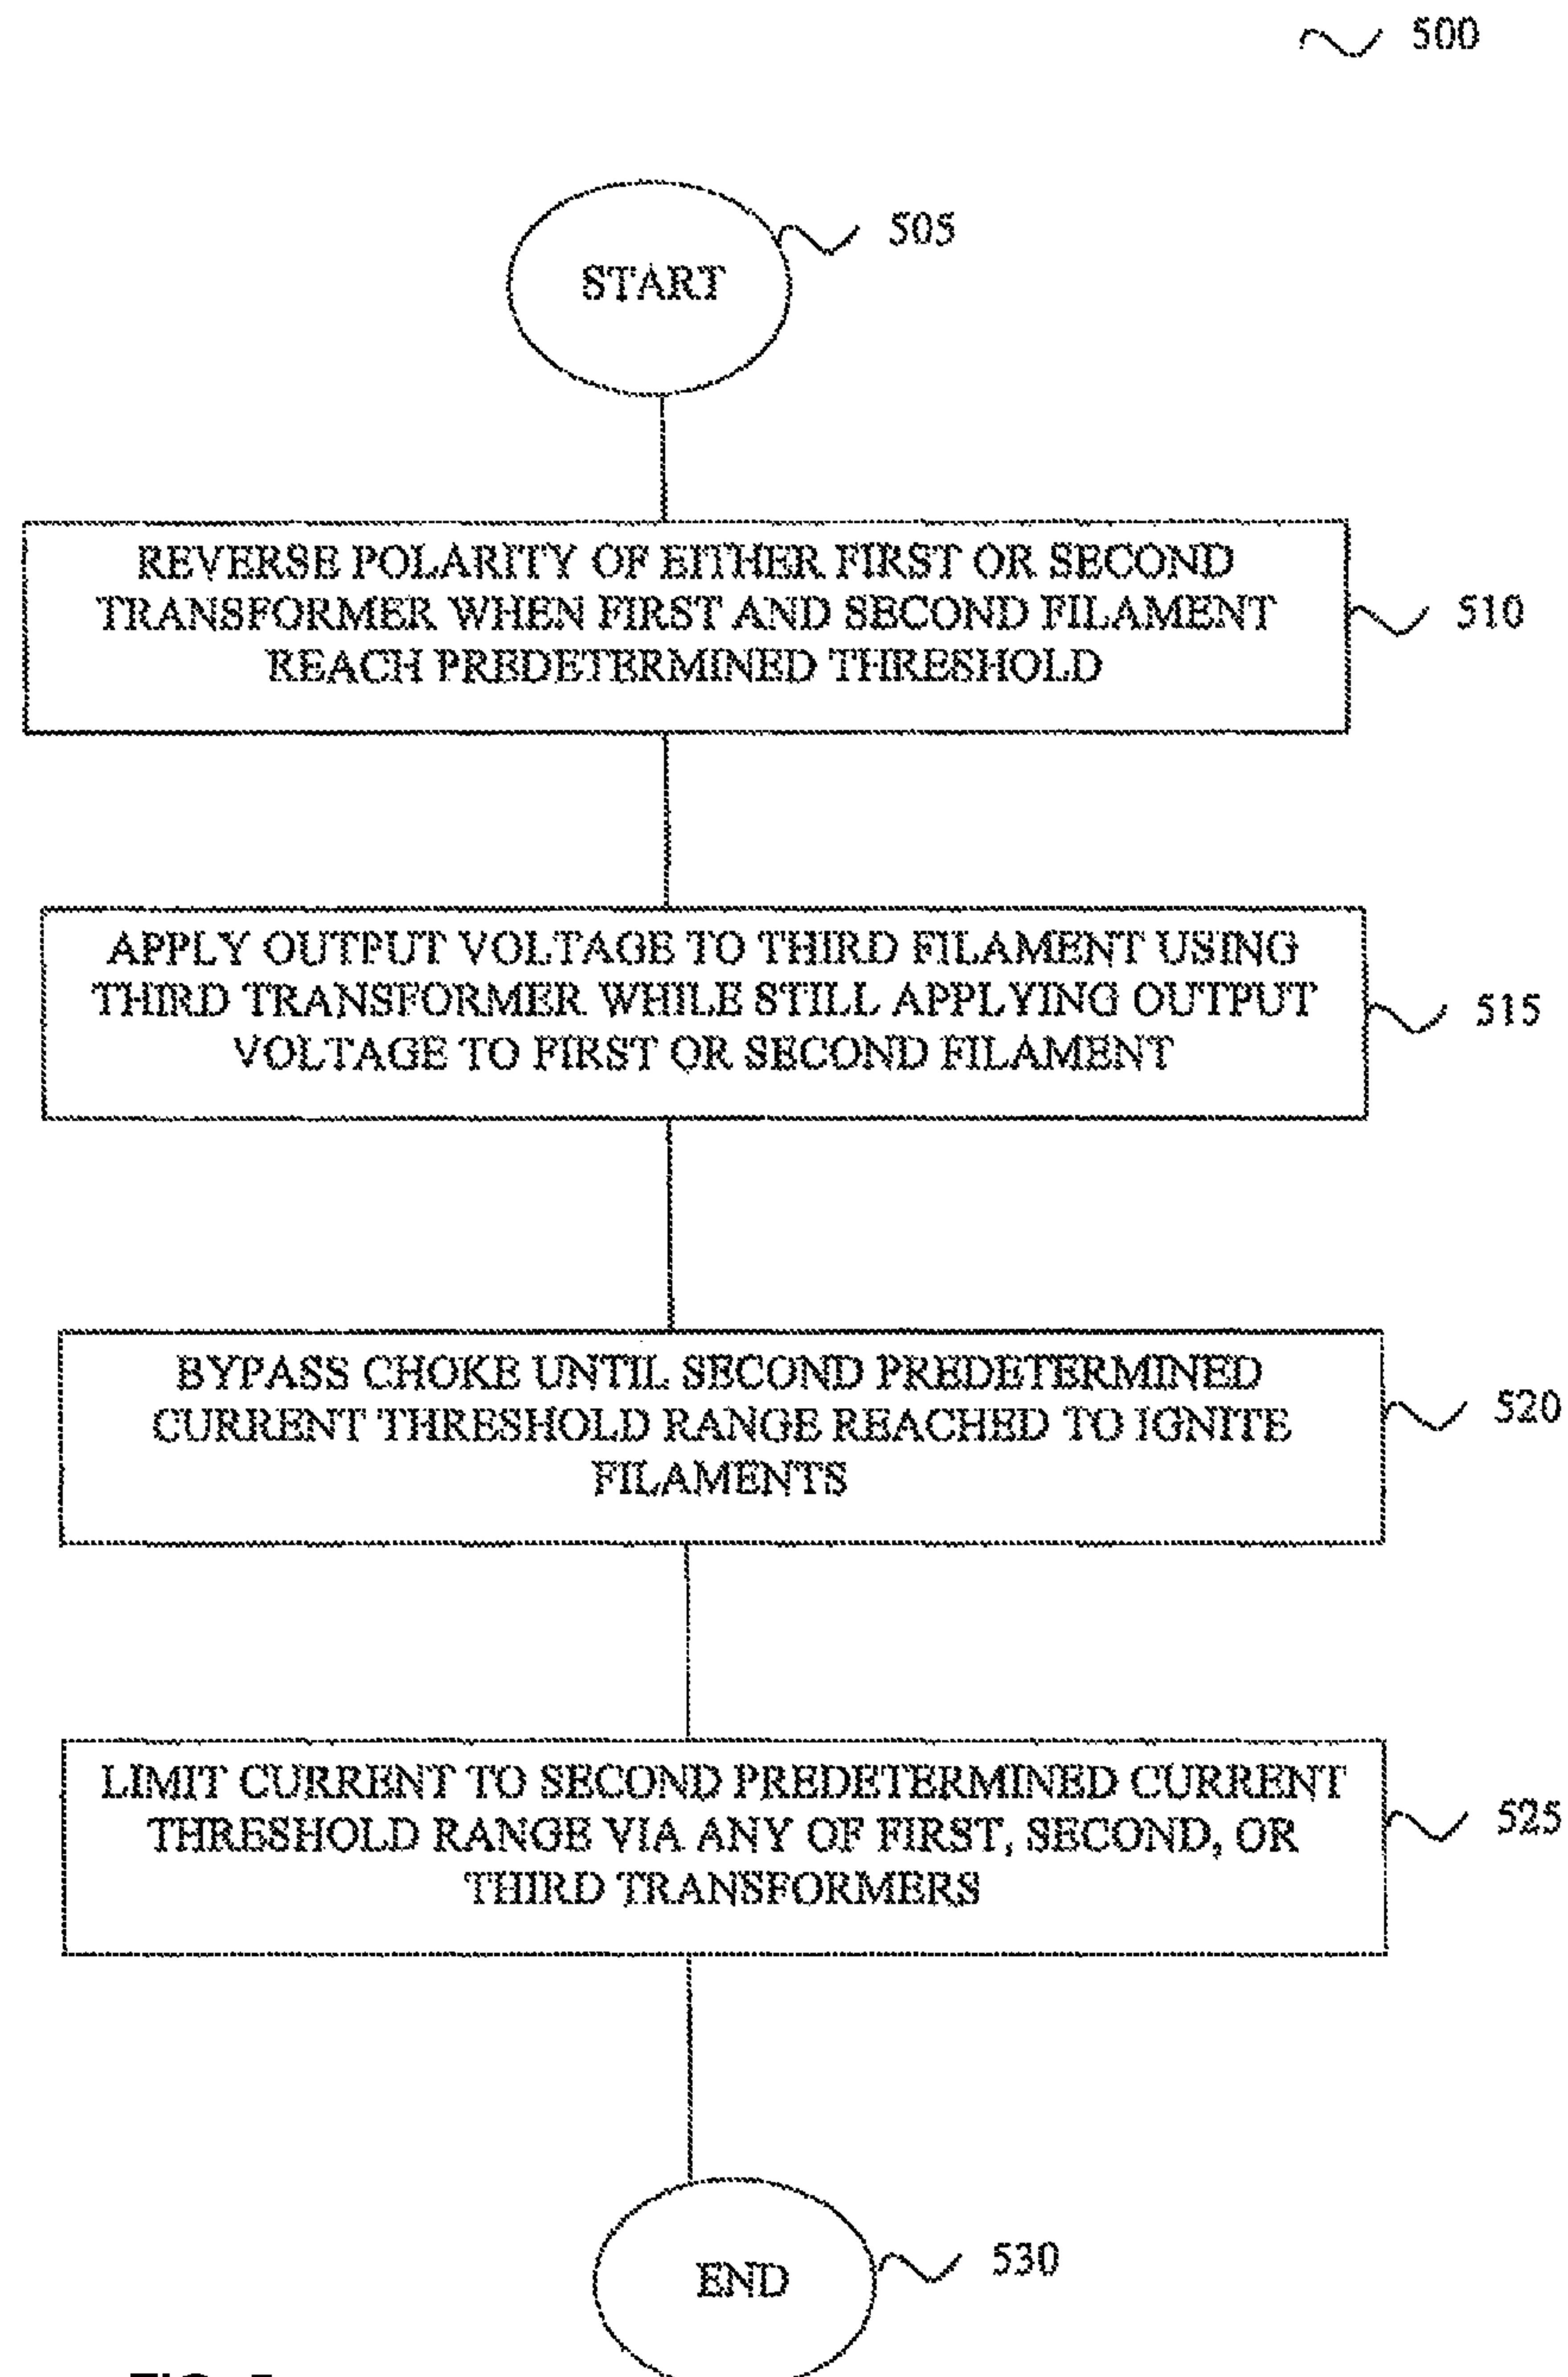 500
START
505
REVERSE POLARITY OF EITHER FIRST OR SECOND
TRANSFORMER WHEN FIRST AND SECOND FILAMENT
REACH PREDETERMINED THRESHOLD
510
APPLY OUTPUT VOLTAGE TO THIRD FILAMENT USING
THIRD TRANSFORMER WHILE STILL APPLYING OUTPUT
VOLTAGE TO FIRST OR SECOND FILAMENT
515
BYPASS CHOKE UNTIL SECOND PREDETERMINED
CURRENT THRESHOLD RANGE REACHED TO IGNITE
FILAMENTS
520
LIMIT CURRENT TO SECOND PREDETERMINED CURRENT
THRESHOLD RANGE VIA ANY OF FIRST, SECOND, OR
THIRD TRANSFORMERS
525
END
530